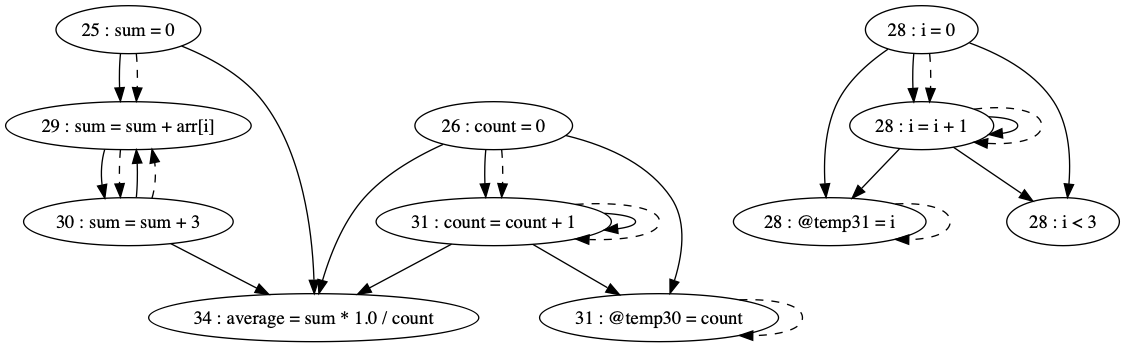 25 : sum = 0
28 : i = 0
29 : sum = sum + arr[i]
26 : count = 0
28 : i = i + 1
30 : sum = sum + 3
31 : count = count + 1
28 : @temp31 = i
28 : i < 3
34 : average = sum * 1.0 / count
31 : @temp30 = count